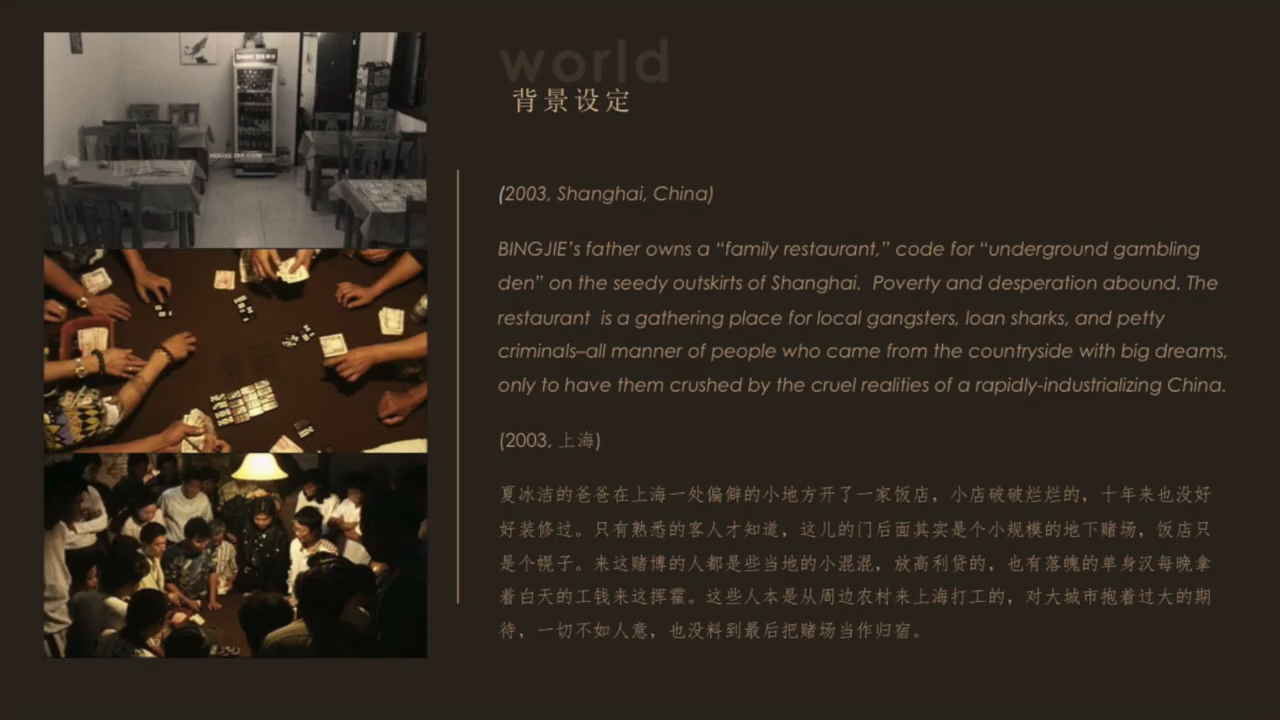 world
背景设定
HOUSE365.COM
(2003, Shanghai, China)
BINGJIE’s father owns a “family restaurant,” code for “underground gambling
den” on the seedy outskirts of Shanghai.  Poverty and desperation abound. The
restaurant  is a gathering place for local gangsters, loan sharks, and petty
criminals–all manner of people who came from the countryside with big dreams,
only to have them crushed by the cruel realities of a rapidly-industrializing China.
(2003, 上海)
夏冰洁的爸爸在上海一处偏僻的小地方开了一家饭店，小店破破烂烂的，十年来也没好
好装修过。只有熟悉的客人才知道，这儿的门后面其实是个小规模的地下赌场，饭店只
是个幌子。来这赌博的人都是些当地的小混混，放高利贷的，也有落魄的单身汉每晚拿
着白天的工钱来这挥霍。这些人本是从周边农村来上海打工的，对大城市抱着过大的期
待，一切不如人意，也没料到最后把赌场当作归宿。